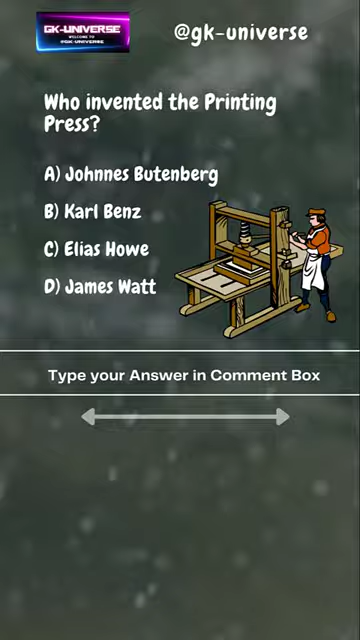 GK-UNIVERSE
WELCOME TO
@GK-UNIVERSE
@gk-universe
Who invented the Printing
Press?
A) Johnnes Butenberg
B) Karl Benz
C) Elias Howe
D) James Watt
Type your Answer in Comment Box